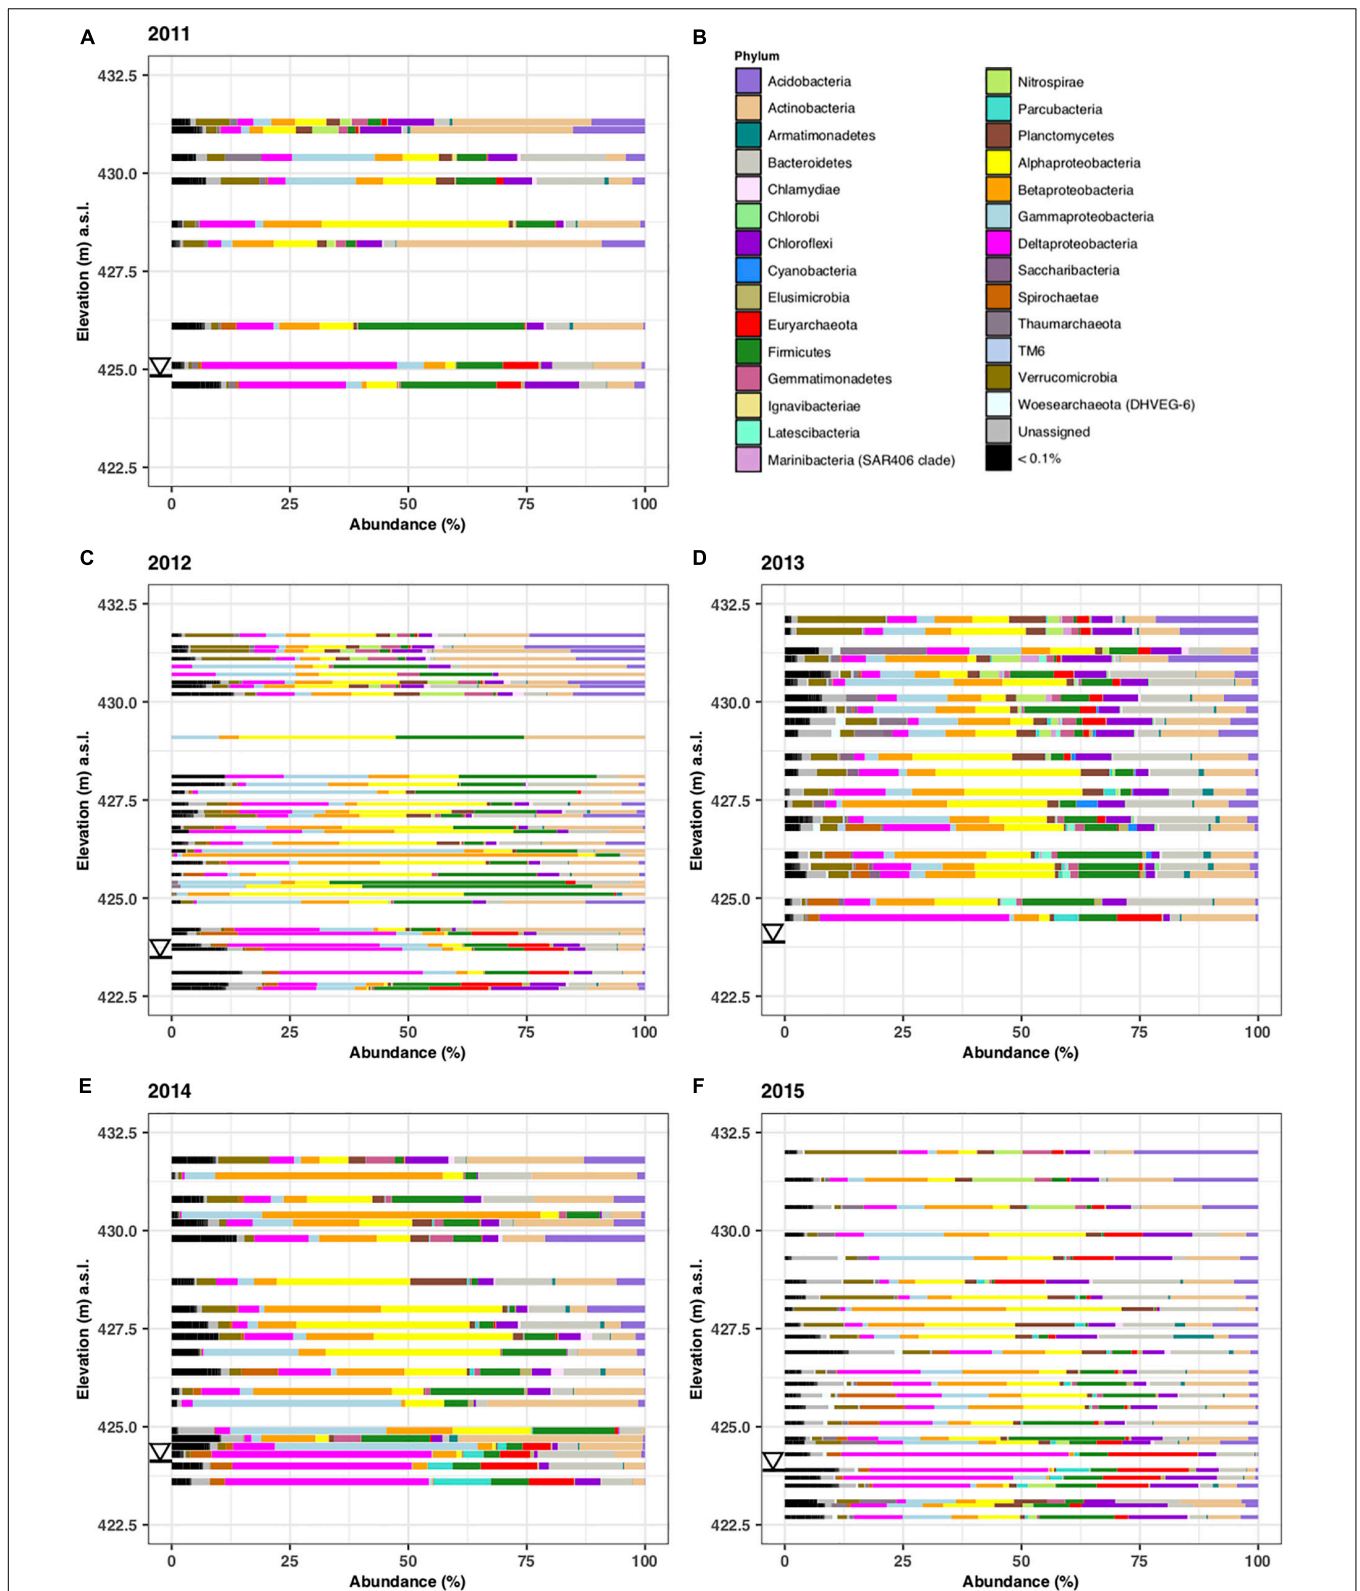 A 2011
432.5
430.0
427.5
425.0
422.5
Elevation (m) a.s.l.
0 25 50 75 100
Abundance (%)
B
Phylum
Acidobacteria
Actinobacteria
Armatimonadetes
Bacteroidetes
Chlamydiae
Chlorobi
Chloroflexi
Cyanobacteria
Elusimicrobia
Euryarchaeota
Firmicutes
Gemmatimonadetes
Ignavibacteriae
Latescibacteria
Marinibacteria (SAR406 clade)
Nitrospirae
Parcubacteria
Planctomycetes
Alphaproteobacteria
Betaproteobacteria
Gammaproteobacteria
Deltaproteobacteria
Saccharibacteria
Spirochaetae
Thaumarchaeota
TM6
Verrucomicrobia
Woesearchaeota (DHVEG-6)
Unassigned
< 0.1%
C 2012
432.5
430.0
427.5
425.0
422.5
Elevation (m) a.s.l.
0 25 50 75 100
Abundance (%)
D 2013
432.5
430.0
427.5
425.0
422.5
Elevation (m) a.s.l.
0 25 50 75 100
Abundance (%)
E 2014
432.5
430.0
427.5
425.0
422.5
Elevation (m) a.s.l.
0 25 50 75 100
Abundance (%)
F 2015
432.5
430.0
427.5
425.0
422.5
Elevation (m) a.s.l.
0 25 50 75 100
Abundance (%)